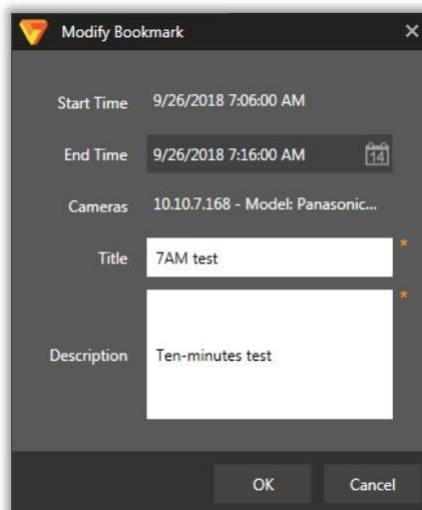 Modify Bookmark
Start Time 9/26/2018 7:06:00 AM
End Time 9/26/2018 7:16:00 AM 14
Cameras 10.10.7.168 - Model: Panasonic...
Title 7AM test *
Description Ten-minutes test *
OK Cancel